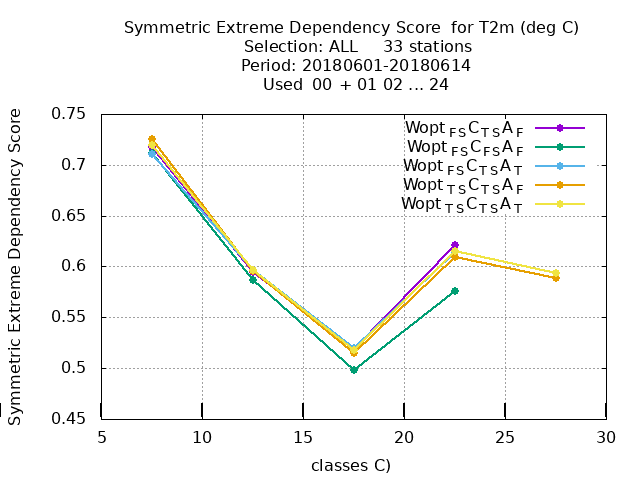 Symmetric Extreme Dependency Score  for T2m (deg C)
Selection: ALL     33 stations
Period: 20180601-20180614
Used  00 + 01 02 ... 24
Symmetric Extreme Dependency Score
0.75
0.7
0.65
0.6
0.55
0.5
0.45
Wopt FS C TS A F
Wopt FS C FS A F
Wopt FS C TS A T
Wopt TS C TS A F
Wopt TS C TS A T
5 10 15 20 25 30
classes C)